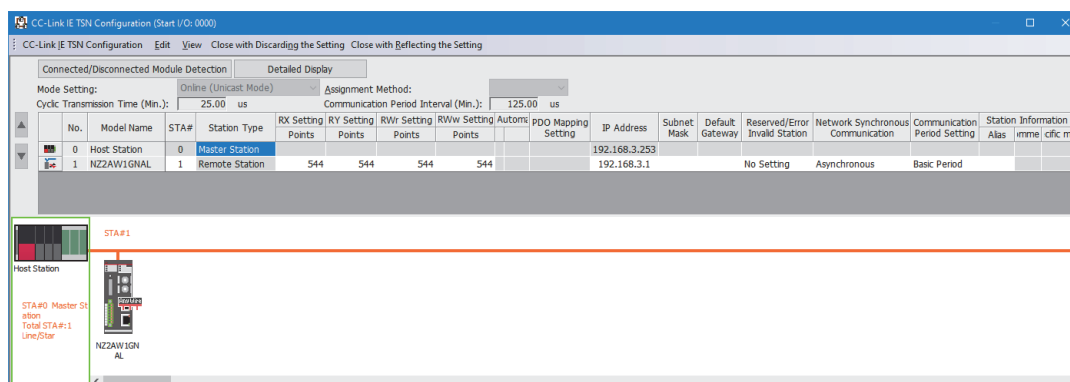 CC-Link IE TSN Configuration (Start I/O: 0000)
CC-Link IE TSN Configuration Edit View Close with Discarding the Setting Close with Reflecting the Setting
Connected/Disconnected Module Detection Detailed Display
Mode Setting: Online (Unicast Mode) Assignment Method:
Cyclic Transmission Time (Min.): 25.00 us Communication Period Interval (Min.): 125.00 us
No. Model Name STA# Station Type RX Setting RY Setting RWr Setting RWw Setting Automa PDO Mapping Setting IP Address Subnet Mask Default Gateway Reserved/Error Invalid Station Network Synchronous Communication Communication Period Setting Station Information
Points Points Points Points Alias omme cific m
0 Host Station 0 Master Station 192.168.3.253
1 NZ2AW1GNAL 1 Remote Station 544 544 544 544 192.168.3.1 No Setting Asynchronous Basic Period
STA#1
Host Station
STA#0 Master St
ation
Total STA#:1
Line/Star
NZ2AW1GN
AL